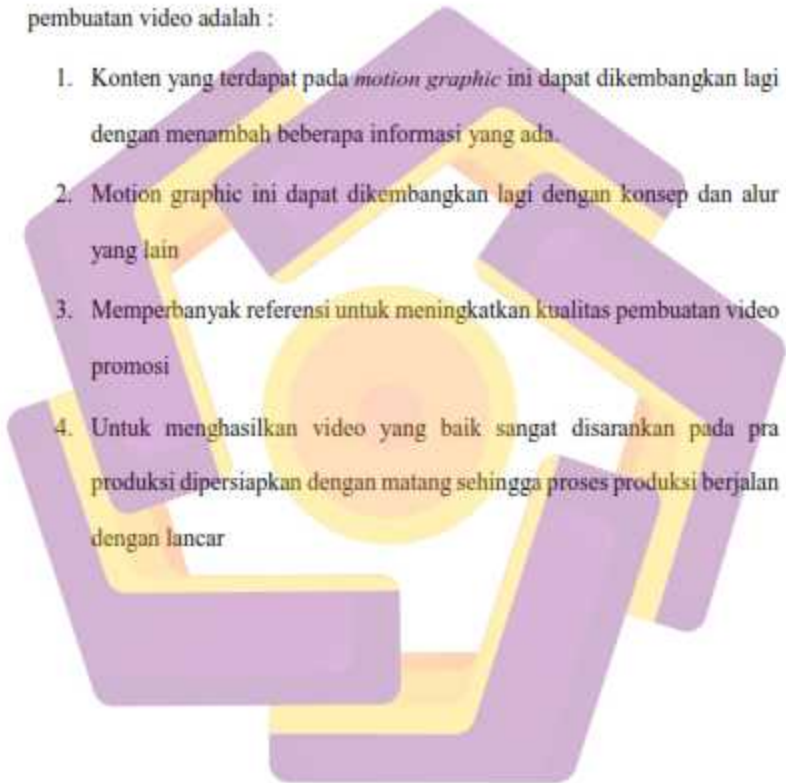 pembuatan video adalah :
1. Konten yang terdapat pada motion graphic ini dapat dikembangkan lagi
dengan menambah beberapa informasi yang ada.
2. Motion graphic ini dapat dikembangkan lagi dengan konsep dan alur
yang lain
3. Memperbanyak referensi untuk meningkatkan kualitas pembuatan video
promosi
4. Untuk menghasilkan video yang baik sangat disarankan pada pra
produksi dipersiapkan dengan matang sehingga proses produksi berjalan
dengan lancar